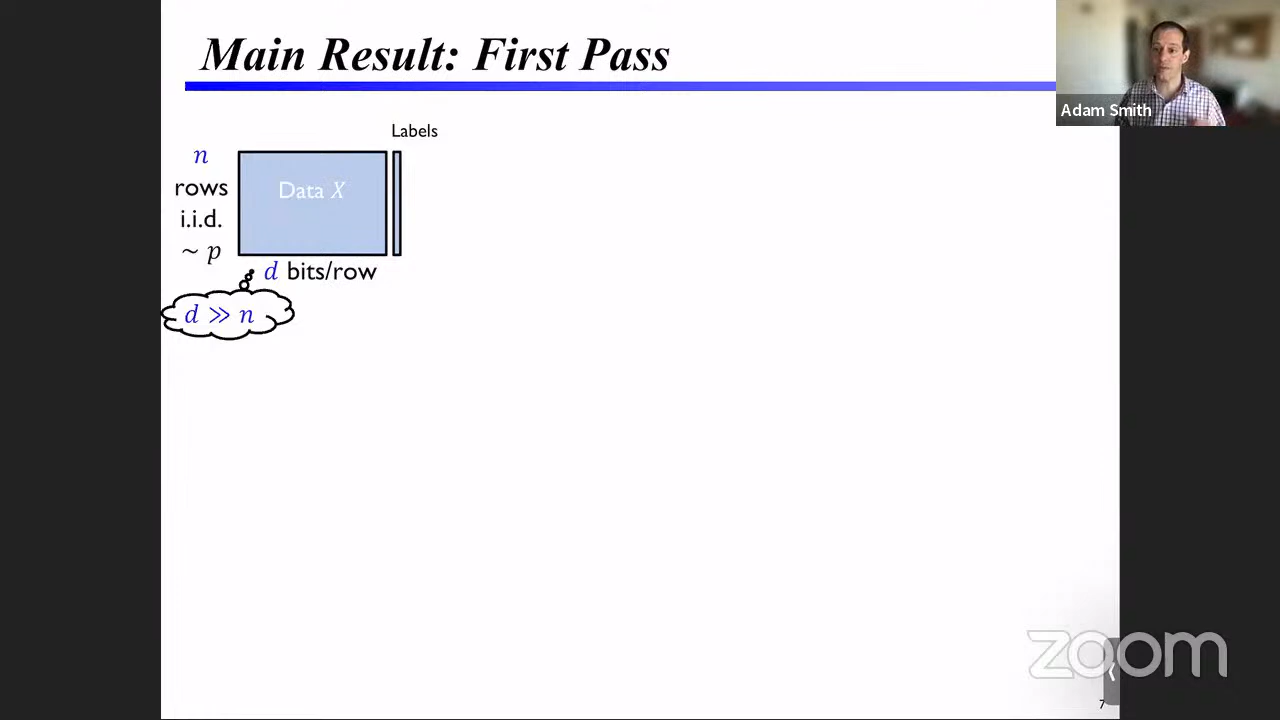 Main Result: First Pass
Adam Smith
Labels
n
rows
i.i.d.
~ p
Data X
d bits/row
d ≫ n
zoom
7